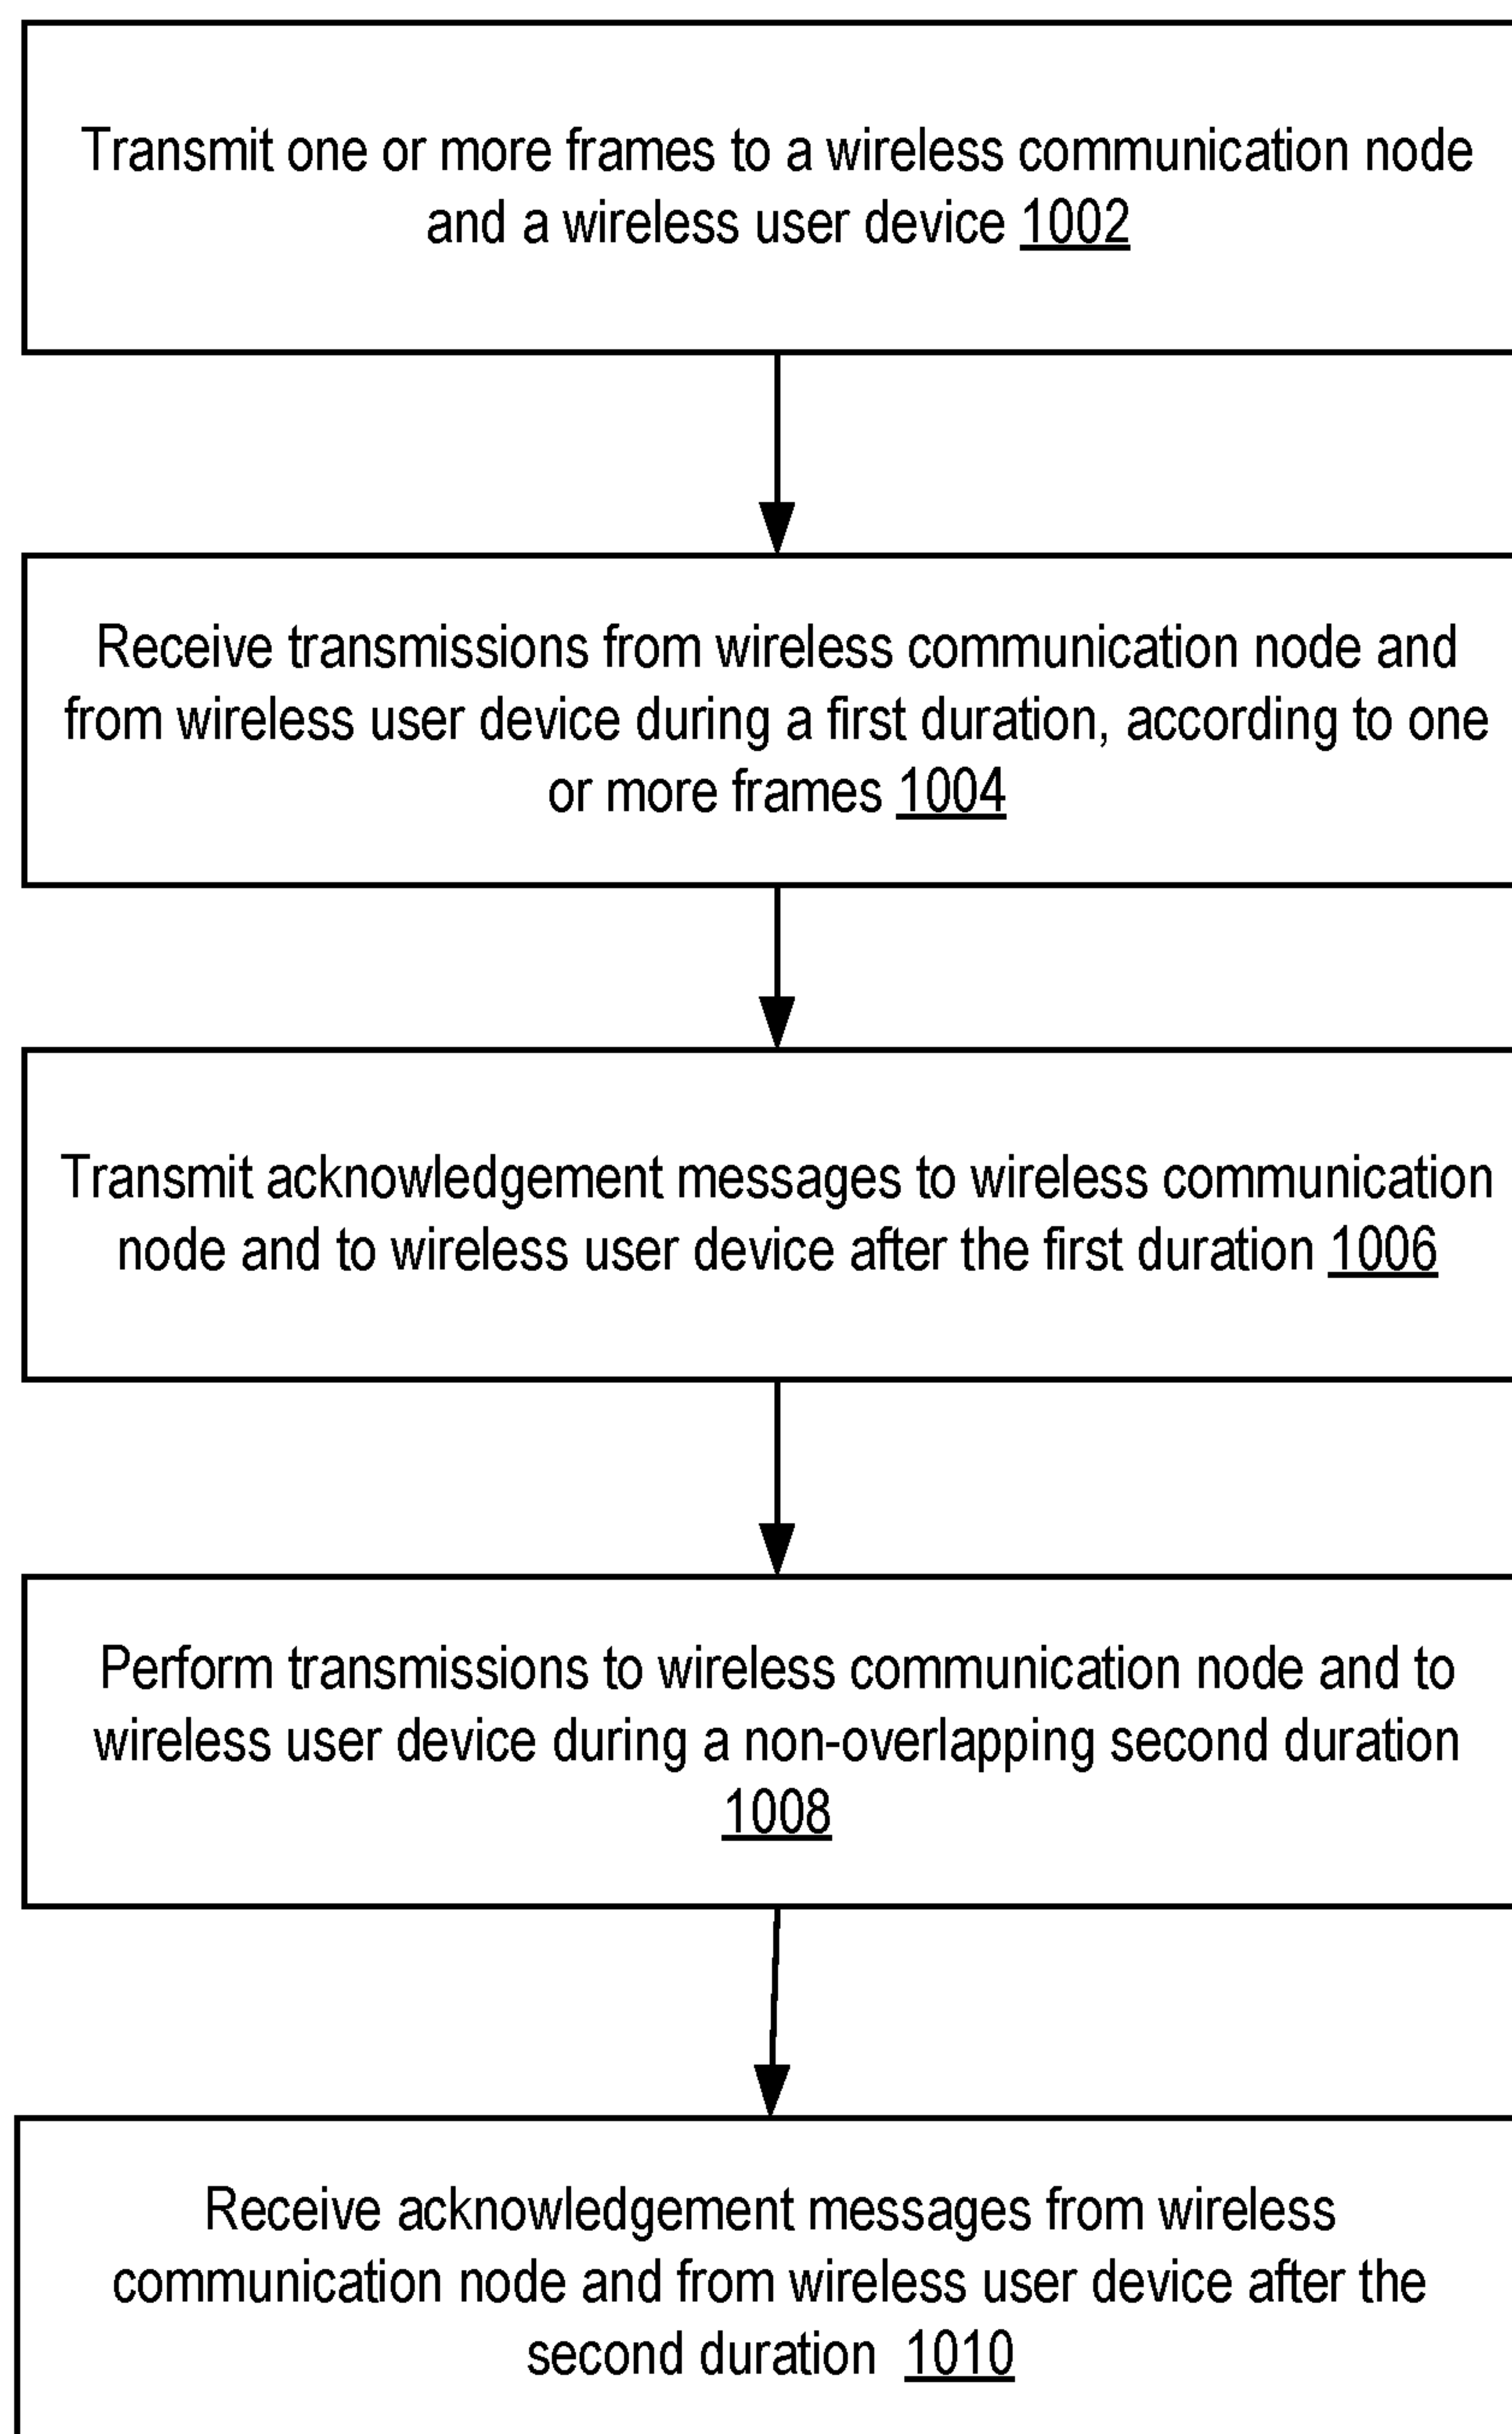 Transmit one or more frames to a wireless communication node
and a wireless user device 1002
Receive transmissions from wireless communication node and
from wireless user device during a first duration, according to one
or more frames 1004
Transmit acknowledgement messages to wireless communication
node and to wireless user device after the first duration 1006
Perform transmissions to wireless communication node and to
wireless user device during a non-overlapping second duration
1008
Receive acknowledgement messages from wireless
communication node and from wireless user device after the
second duration 1010